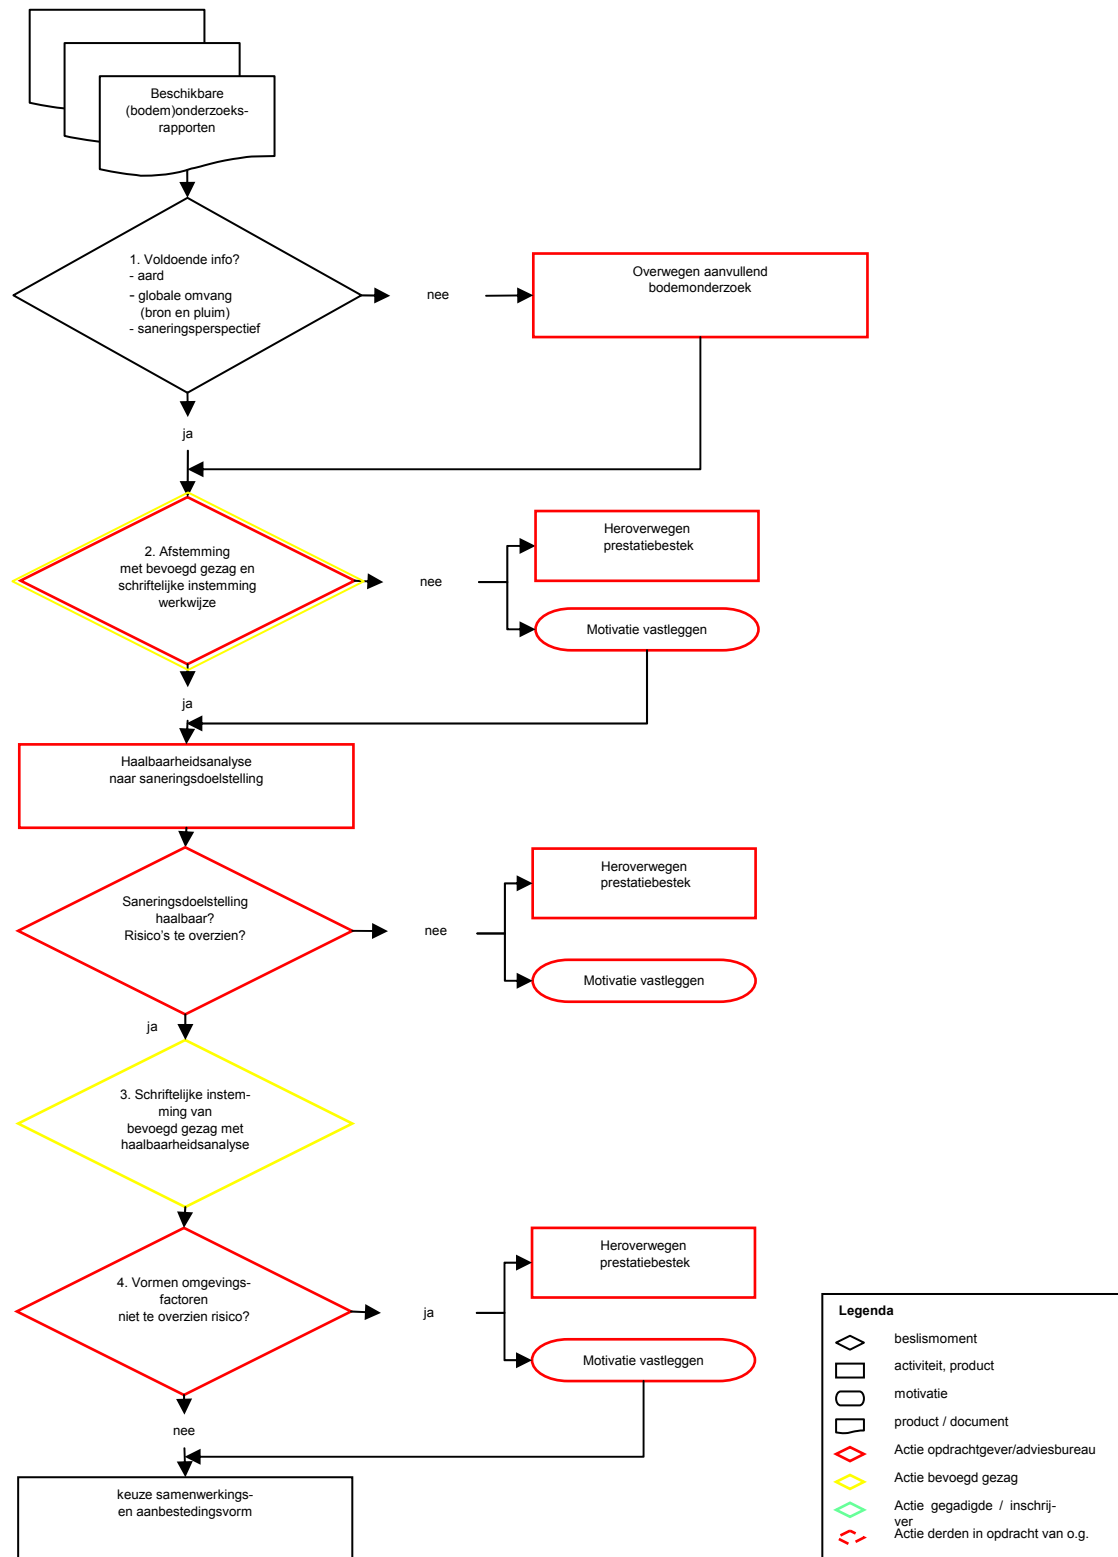 Beschikbare
(bodem)onderzoeks-
rapporten
1. Voldoende info?
- aard
- globale omvang
(bron en pluim)
- saneringsperspectief
nee
Overwegen aanvullend
bodemonderzoek
ja
2. Afstemming
met bevoegd gezag en
schriftelijke instemming
werkwijze
nee
Heroverwegen
prestatiebestek
Motivatie vastleggen
ja
Haalbaarheidsanalyse
naar saneringsdoelstelling
Saneringsdoelstelling
haalbaar?
Risico's te overzien?
nee
Heroverwegen
prestatiebestek
Motivatie vastleggen
ja
3. Schriftelijke instem-
ming van
bevoegd gezag met
haalbaarheidsanalyse
4. Vormen omgevings-
factoren
niet te overzien risico?
ja
Heroverwegen
prestatiebestek
Motivatie vastleggen
nee
keuze samenwerkings-
en aanbestedingsvorm
Legenda
beslismoment
activiteit, product
motivatie
product / document
Actie opdrachtgever/adviesbureau
Actie bevoegd gezag
Actie gegadigde / inschrij-
ver
Actie derden in opdracht van o.g.